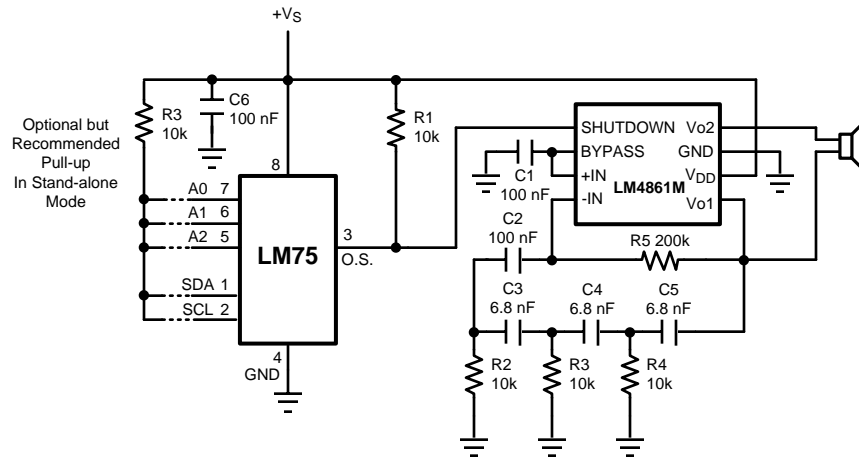 +VS
R3
10k
C6
100 nF
R1
10k
Optional but
Recommended
Pull-up
In Stand-alone
Mode
8
A0 7
A1 6
A2 5
SDA 1
SCL 2
LM75
3
O.S.
4
GND
SHUTDOWN
BYPASS
+IN
-IN
Vo2
GND
VDD
Vo1
LM4861M
C1
100 nF
C2
100 nF
R5 200k
C3
6.8 nF
C4
6.8 nF
C5
6.8 nF
R2
10k
R3
10k
R4
10k